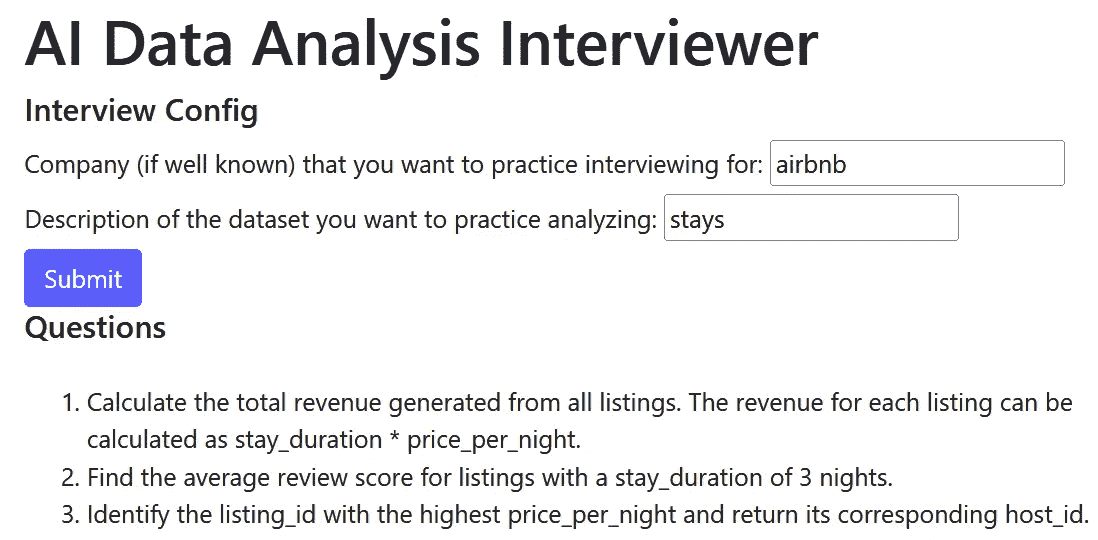 AI Data Analysis Interviewer
Interview Config
Company (if well known) that you want to practice interviewing for: airbnb
Description of the dataset you want to practice analyzing: stays
Submit
Questions
1. Calculate the total revenue generated from all listings. The revenue for each listing can be
calculated as stay_duration * price_per_night.
2. Find the average review score for listings with a stay_duration of 3 nights.
3. Identify the listing_id with the highest price_per_night and return its corresponding host_id.